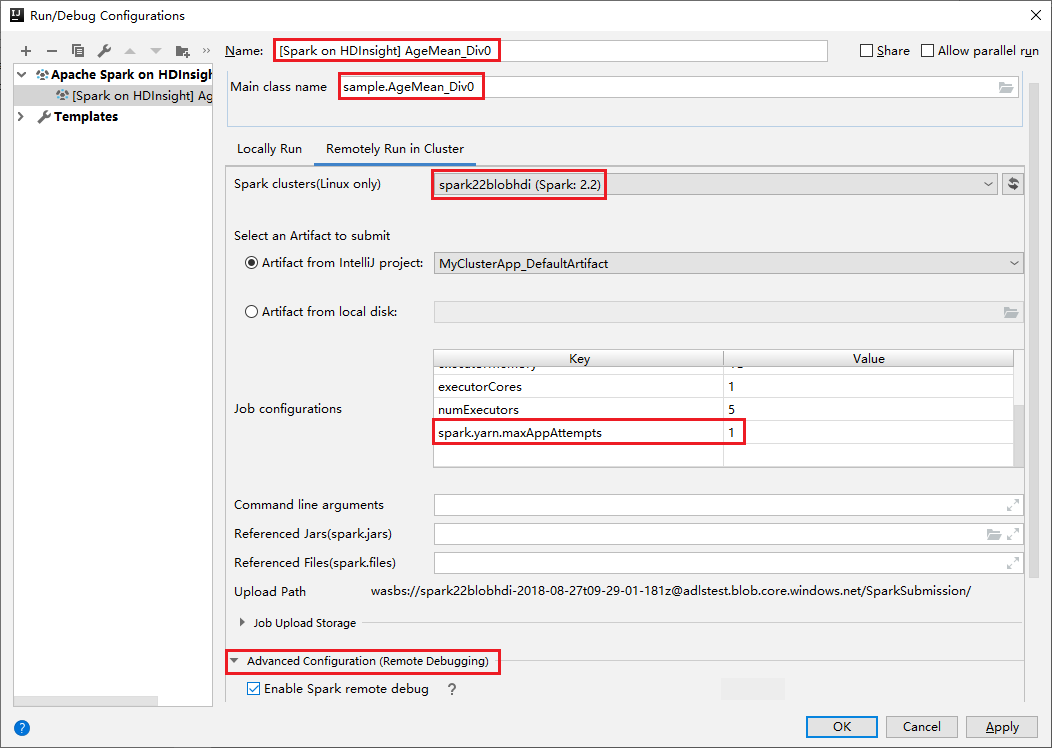 Run/Debug Configurations
Name: [Spark on HDInsight] AgeMean_Div0 Share Allow parallel run
Apache Spark on HDInsigh
[Spark on HDInsight] Ag
Templates
Main class name sample.AgeMean_Div0
Locally Run Remotely Run in Cluster
Spark clusters(Linux only) spark22blobhdi (Spark: 2.2)
Select an Artifact to submit
Artifact from IntelliJ project: MyClusterApp_DefaultArtifact
Artifact from local disk:
Key Value
executorCores 1
Job configurations
numExecutors 5
spark.yarn.maxAppAttempts 1
Command line arguments
Referenced Jars(spark.jars)
Referenced Files(spark.files)
Upload Path wasbs://spark22blobhdi-2018-08-27t09-29-01-181z@adlstest.blob.core.windows.net/SparkSubmission/
Job Upload Storage
Advanced Configuration (Remote Debugging)
Enable Spark remote debug ?
? OK Cancel Apply